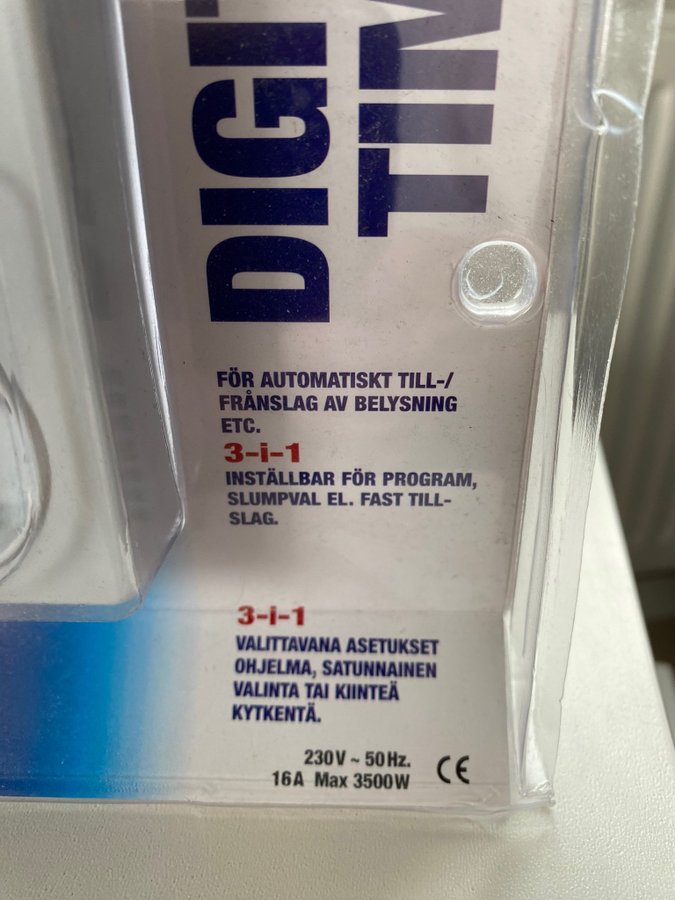 DIGIT
TIM
FÖR AUTOMATISKT TILL-/
FRÅNSLAG AV BELYSNING
ETC.
3-i-1
INSTÄLLBAR FÖR PROGRAM,
SLUMPVAL EL. FAST TILL-
SLAG.
3-i-1
VALITTAVANA ASETUKSET
OHJELMA, SATUNNAINEN
VALINTA TAI KIINTEÄ
KYTKENTÄ.
230V ~ 50Hz.
16A Max 3500W CE